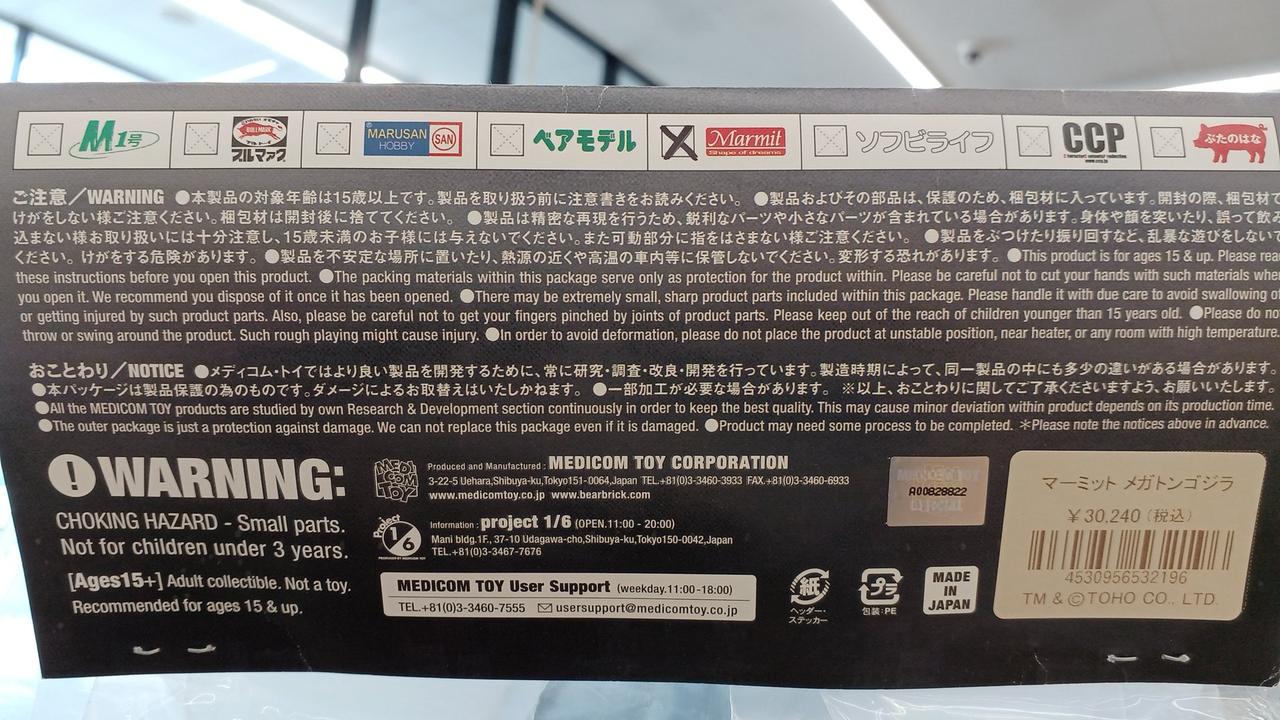 M1号
BULLMARK
ブルマァク
MARUSAN
HOBBY
SAN
ベアモデル
Marmit
Shape of dreams
ソフビライフ
CCP
www.ccp.jp
ぶたのはな
ご注意／WARNING ●本製品の対象年齢は15歳以上です。製品を取り扱う前に注意書きをお読みください。 ●製品およびその部品は、保護のため、梱包材に入っています。開封の際、梱包材で
けがをしない様ご注意ください。梱包材は開封後に捨ててください。 ●製品は精密な再現を行うため、鋭利なパーツや小さなパーツが含まれている場合があります。身体や顔を突いたり、誤って飲み
込まない様お取り扱いには十分注意し、15歳未満のお子様には与えないでください。また可動部分に指をはさまない様ご注意ください。 ●製品をぶつけたり振り回すなど、乱暴な遊びをしないで
ください。けがをする危険があります。 ●製品を不安定な場所に置いたり、熱源の近くや高温の車内等に保管しないでください。変形する恐れがあります。 ●This product is for ages 15 & up. Please read
these instructions before you open this product. ●The packing materials within this package serve only as protection for the product within. Please be careful not to cut your hands with such materials when
you open it. We recommend you dispose of it once it has been opened. ●There may be extremely small, sharp product parts included within this package. Please handle it with due care to avoid swallowing of
or getting injured by such product parts. Also, please be careful not to get your fingers pinched by joints of product parts. Please keep out of the reach of children younger than 15 years old. ●Please do not
throw or swing around the product. Such rough playing might cause injury. ●In order to avoid deformation, please do not place the product at unstable position, near heater, or any room with high temperature.
おことわり／NOTICE ●メディコム・トイではより良い製品を開発するために、常に研究・調査・改良・開発を行っています。製造時期によって、同一製品の中にも多少の違いがある場合があります。
●本パッケージは製品保護の為のものです。ダメージによるお取替えはいたしかねます。 ●一部加工が必要な場合があります。 ※以上、おことわりに関してご了承くださいますよう、お願いいたします。
●All the MEDICOM TOY products are studied by own Research & Development section continuously in order to keep the best quality. This may cause minor deviation within product depends on its production time.
●The outer package is just a protection against damage. We can not replace this package even if it is damaged. ●Product may need some process to be completed. ＊Please note the notices above in advance.
WARNING:
CHOKING HAZARD - Small parts.
Not for children under 3 years.
[Ages15+] Adult collectible. Not a toy.
Recommended for ages 15 & up.
MEDICOM TOY
Produced and Manufactured : MEDICOM TOY CORPORATION
3-22-5 Uehara,Shibuya-ku,Tokyo151-0064,Japan TEL.+81(0)3-3460-3933 FAX.+81(0)3-3460-6933
www.medicomtoy.co.jp www.bearbrick.com
Project 1/6
PRODUCED BY MEDICOM TOY
Information : project 1/6 (OPEN.11:00 - 20:00)
Mani bldg.1F., 37-10 Udagawa-cho,Shibuya-ku,Tokyo150-0042,Japan
TEL.+81(0)3-3467-7676
MEDICOM TOY User Support (weekday.11:00-18:00)
TEL.+81(0)3-3460-7555 usersupport@medicomtoy.co.jp
紙
ヘッダー・
ステッカー
プラ
包装:PE
MADE
IN
JAPAN
MEDICOM TOY
A00828822
OFFICIAL
マーミット メガトンゴジラ
￥30,240（税込）
4530956532196
TM & ©TOHO CO., LTD.